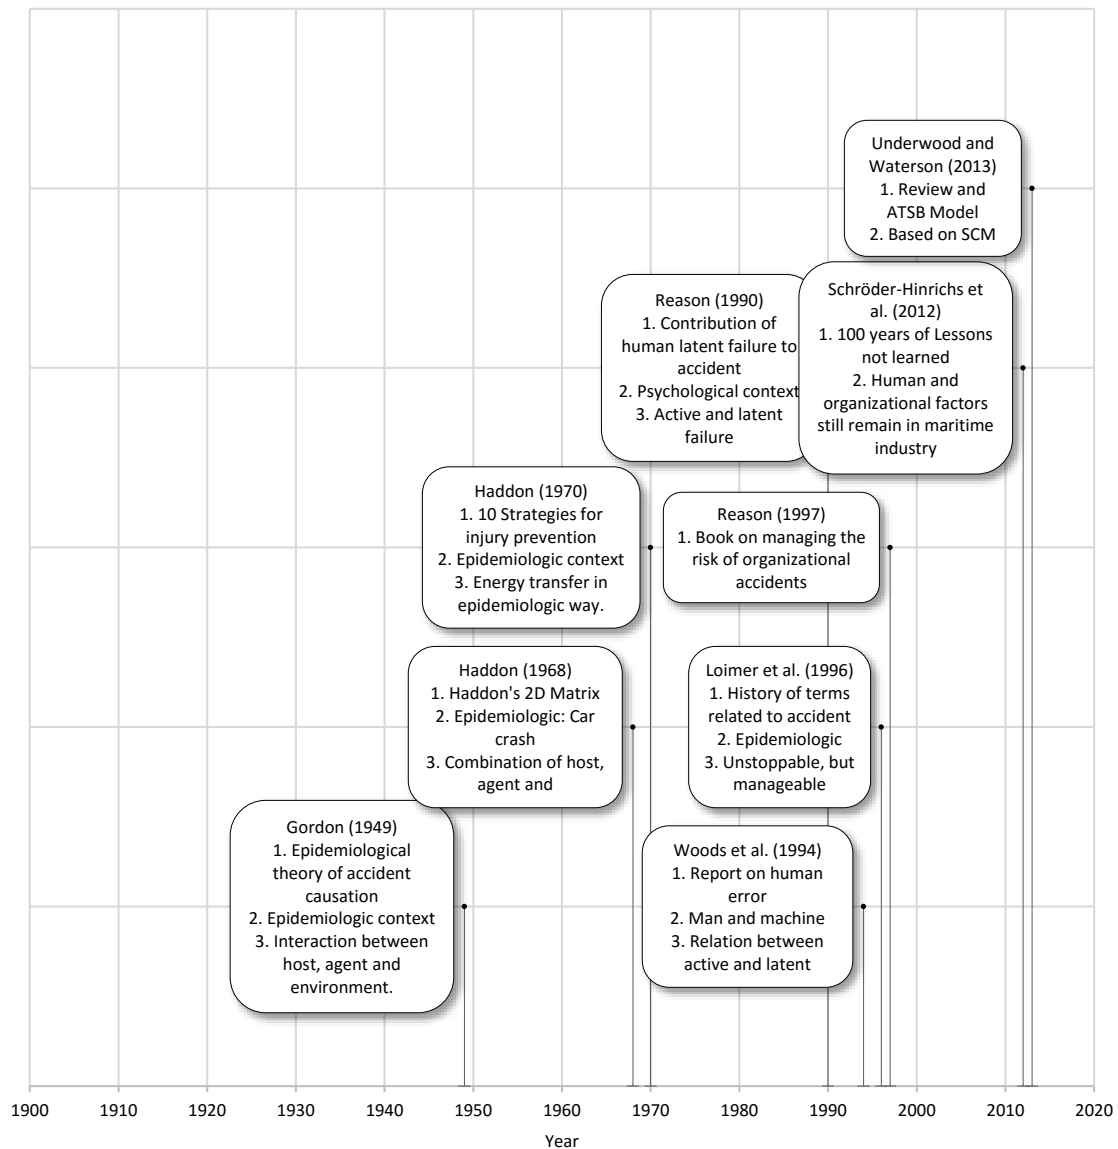 Underwood and
Waterson (2013)
1. Review and
ATSB Model
2. Based on SCM
Reason (1990)
1. Contribution of
human latent failure to
accident
2. Psychological context
3. Active and latent
failure
Schröder-Hinrichs et
al. (2012)
1. 100 years of Lessons
not learned
2. Human and
organizational factors
still remain in maritime
industry
Haddon (1970)
1. 10 Strategies for
injury prevention
2. Epidemiologic context
3. Energy transfer in
epidemiologic way.
Reason (1997)
1. Book on managing the
risk of organizational
accidents
Haddon (1968)
1. Haddon's 2D Matrix
2. Epidemiologic: Car
crash
3. Combination of host,
agent and
Loimer et al. (1996)
1. History of terms
related to accident
2. Epidemiologic
3. Unstoppable, but
manageable
Gordon (1949)
1. Epidemiological
theory of accident
causation
2. Epidemiologic context
3. Interaction between
host, agent and
environment.
Woods et al. (1994)
1. Report on human
error
2. Man and machine
3. Relation between
active and latent
1900 1910 1920 1930 1940 1950 1960 1970 1980 1990 2000 2010 2020
Year